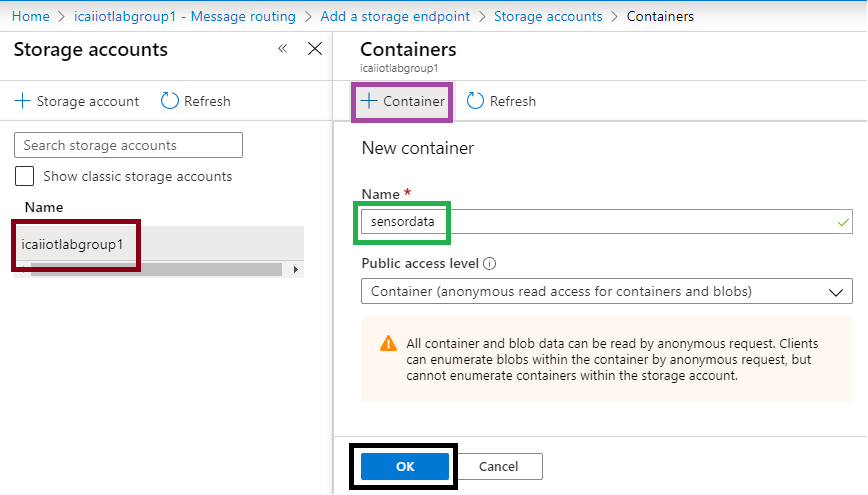 Home > icaiiotlabgroup1 - Message routing > Add a storage endpoint > Storage accounts > Containers
Storage accounts
Storage account
Refresh
Search storage accounts
Show classic storage accounts
Name
icaiiotlabgroup1
Containers
icaiiotlabgroup1
Container
Refresh
New container
Name *
sensordata
Public access level
Container (anonymous read access for containers and blobs)
All container and blob data can be read by anonymous request. Clients
can enumerate blobs within the container by anonymous request, but
cannot enumerate containers within the storage account.
OK
Cancel